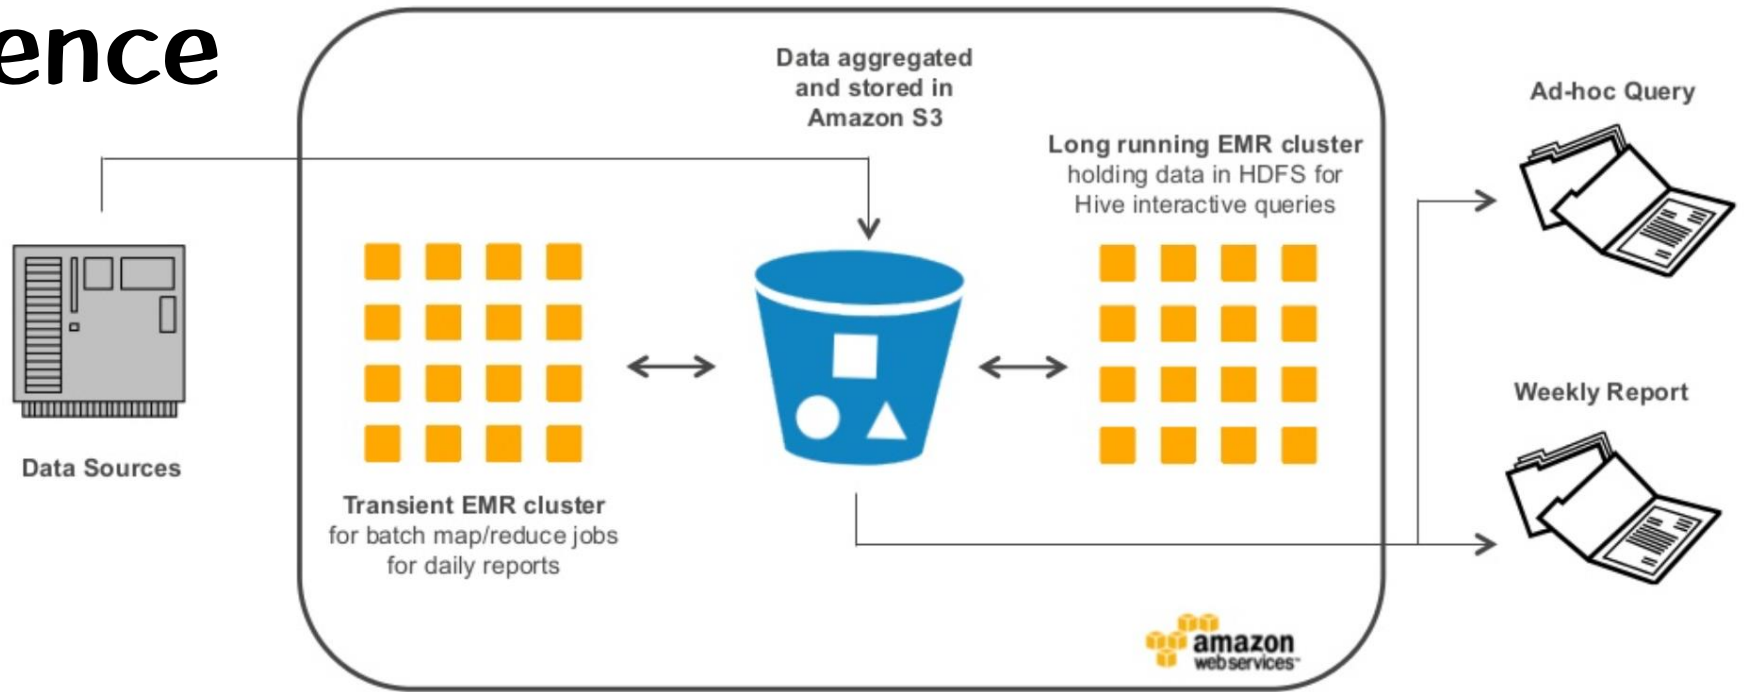 ence
Data aggregated
and stored in
Amazon S3
Ad-hoc Query
Long running EMR cluster
holding data in HDFS for
Hive interactive queries
Data Sources
Transient EMR cluster
for batch map/reduce jobs
for daily reports
Weekly Report
amazon
webservices™